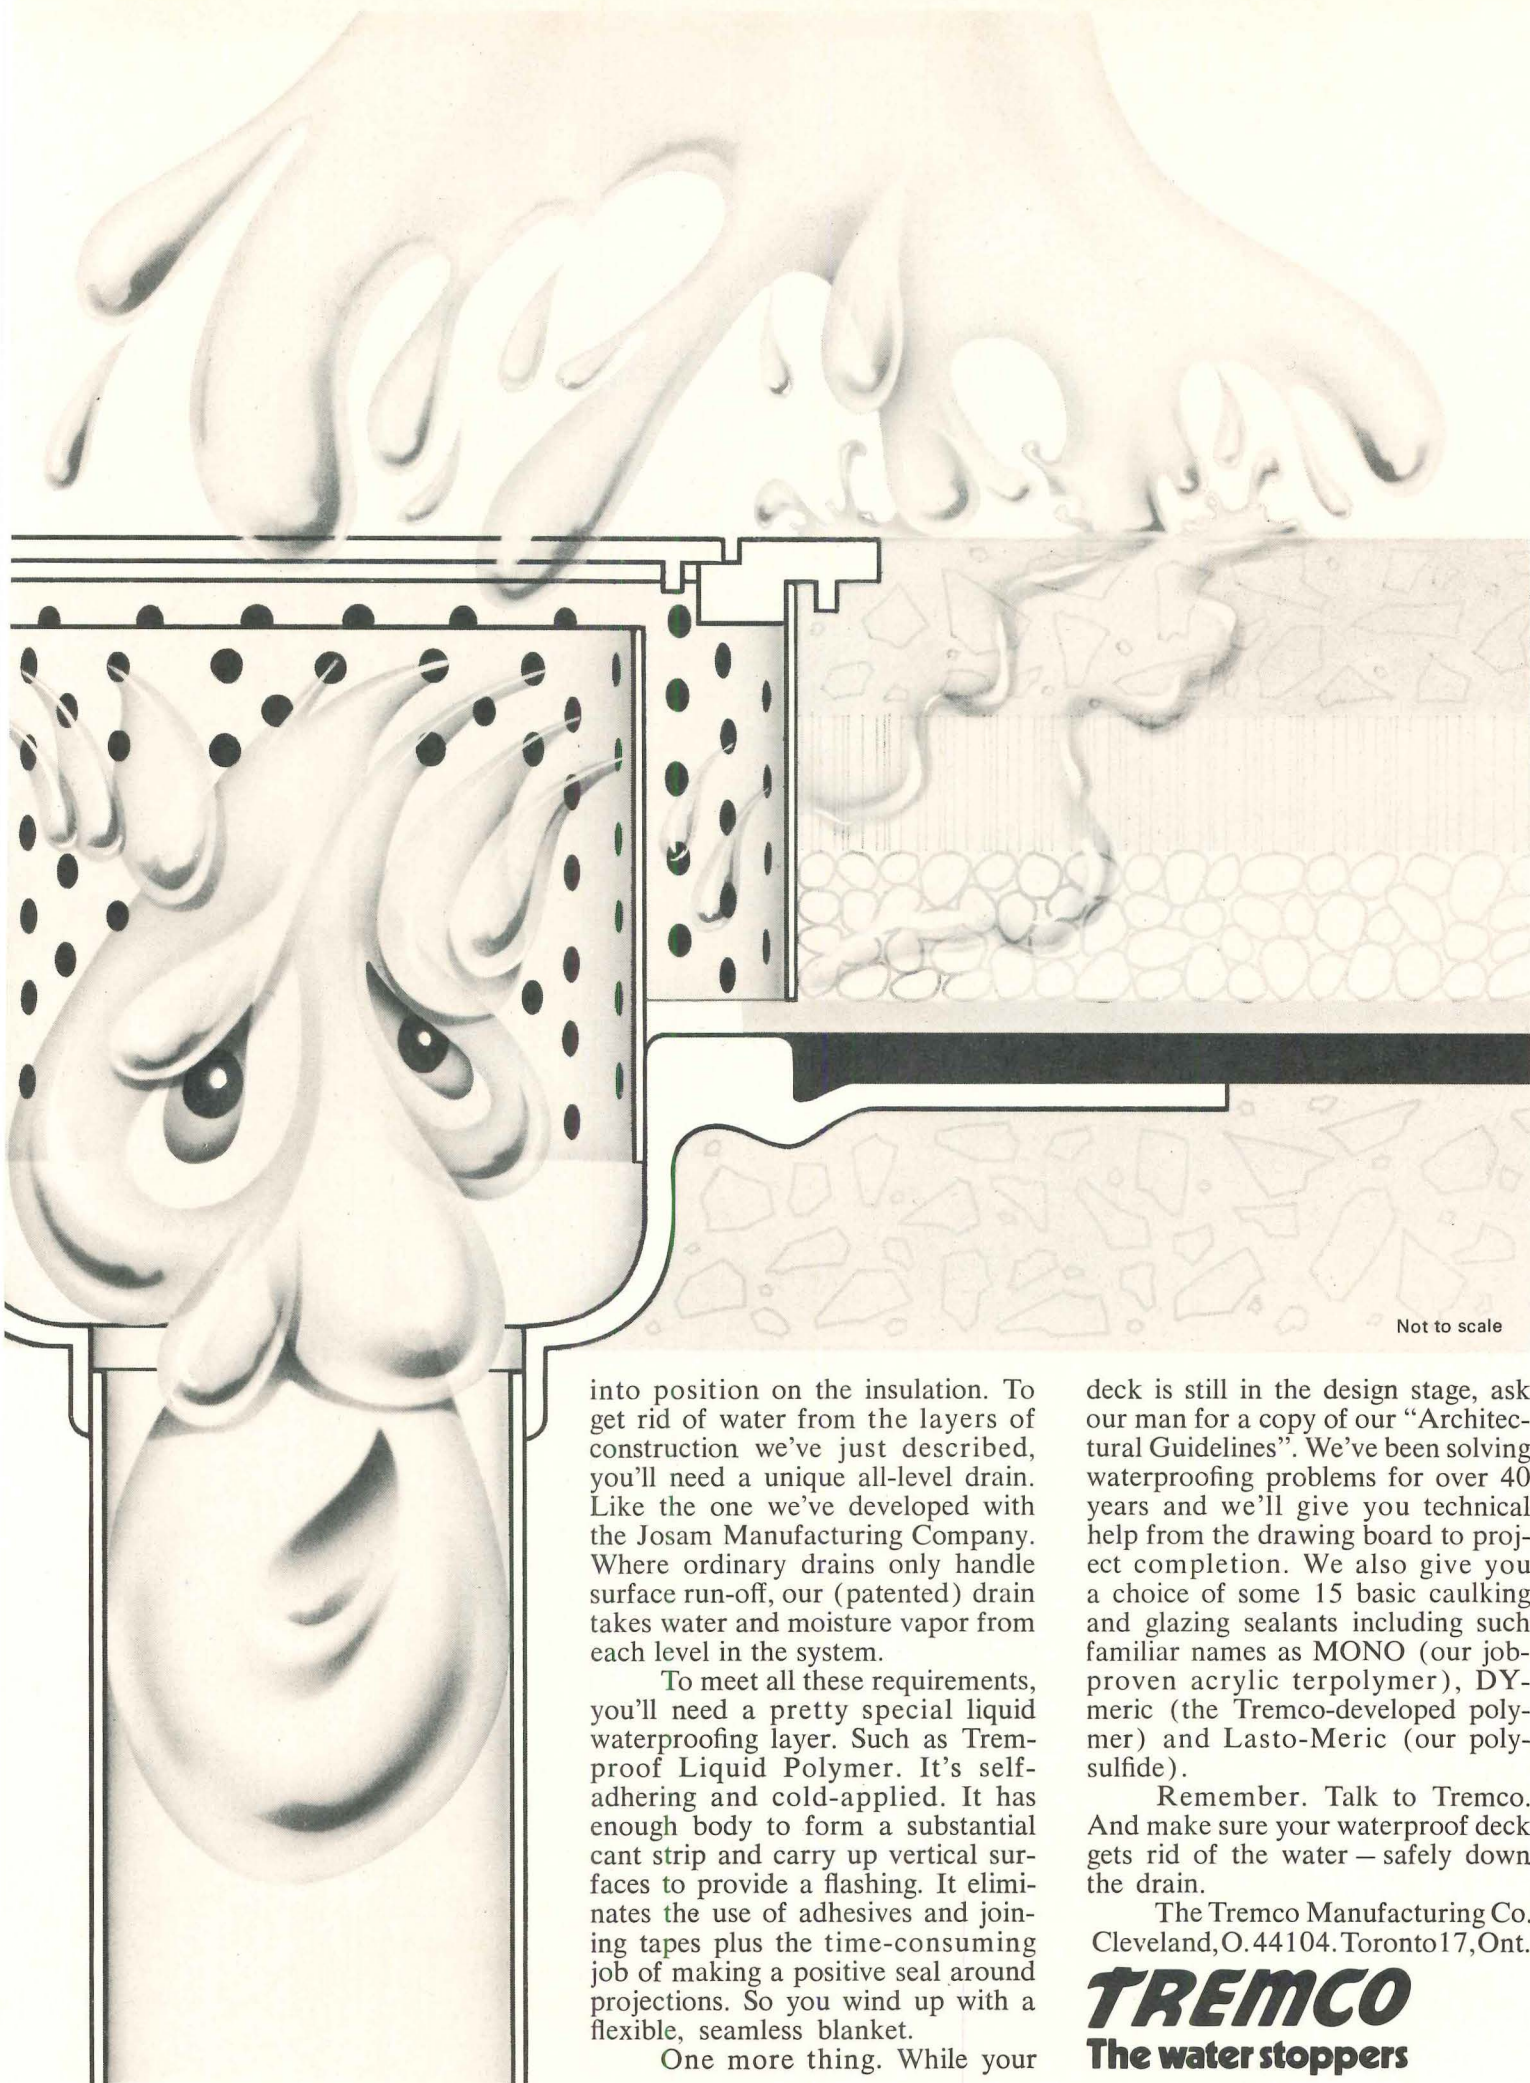 Not to scale
into position on the insulation. To
get rid of water from the layers of
construction we've just described,
you'll need a unique all-level drain.
Like the one we've developed with
the Josam Manufacturing Company.
Where ordinary drains only handle
surface run-off, our (patented) drain
takes water and moisture vapor from
each level in the system.
To meet all these requirements,
you'll need a pretty special liquid
waterproofing layer. Such as Trem-
proof Liquid Polymer. It's self-
adhering and cold-applied. It has
enough body to form a substantial
cant strip and carry up vertical sur-
faces to provide a flashing. It elimi-
nates the use of adhesives and join-
ing tapes plus the time-consuming
job of making a positive seal around
projections. So you wind up with a
flexible, seamless blanket.
One more thing. While your
deck is still in the design stage, ask
our man for a copy of our “Architec-
tural Guidelines”. We've been solving
waterproofing problems for over 40
years and we'll give you technical
help from the drawing board to proj-
ect completion. We also give you
a choice of some 15 basic caulking
and glazing sealants including such
familiar names as MONO (our job-
proven acrylic terpolymer), DY-
meric (the Tremco-developed poly-
mer) and Lasto-Meric (our poly-
sulfide).
Remember. Talk to Tremco.
And make sure your waterproof deck
gets rid of the water — safely down
the drain.
The Tremco Manufacturing Co.
Cleveland, O. 44104. Toronto 17, Ont.
TREMCO
The water stoppers